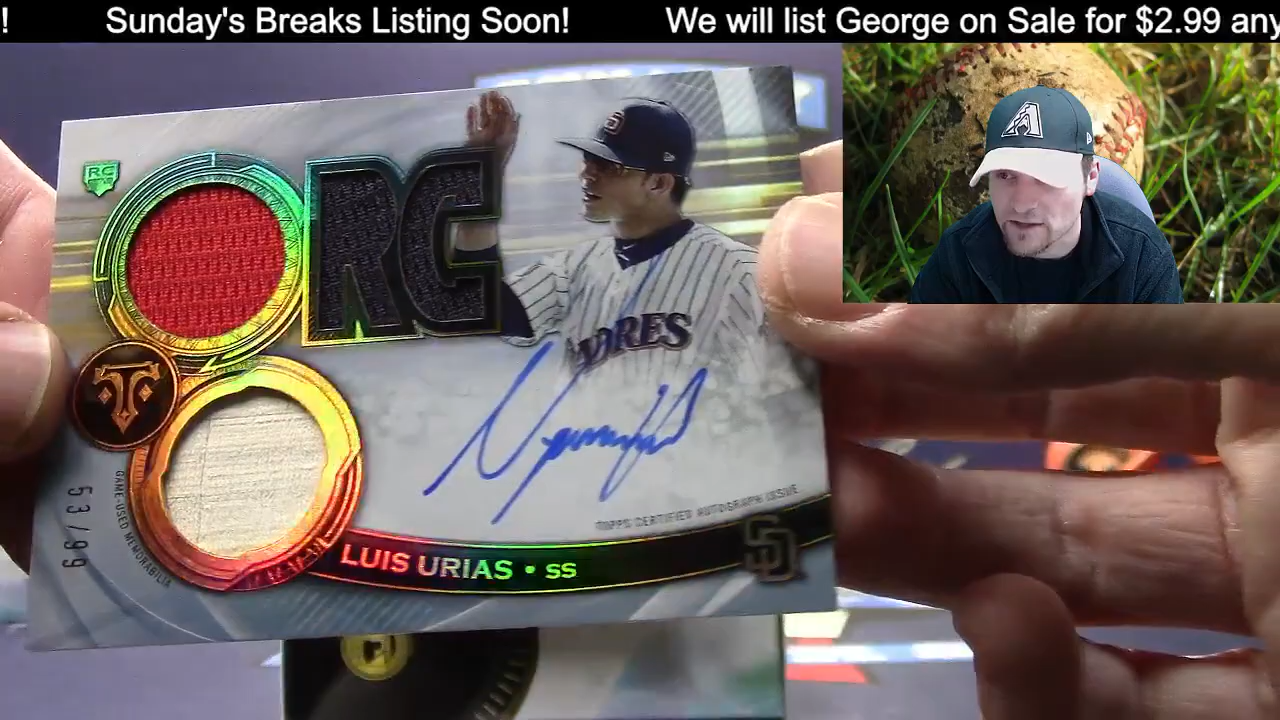 !
Sunday's Breaks Listing Soon!
We will list George on Sale for $2.99 any
A
RC
RC
S
PADRES
T
53/99
GAME-USED MEMORABILIA
TOPPS CERTIFIED AUTOGRAPH ISSUE
LUIS URIAS • SS
SD